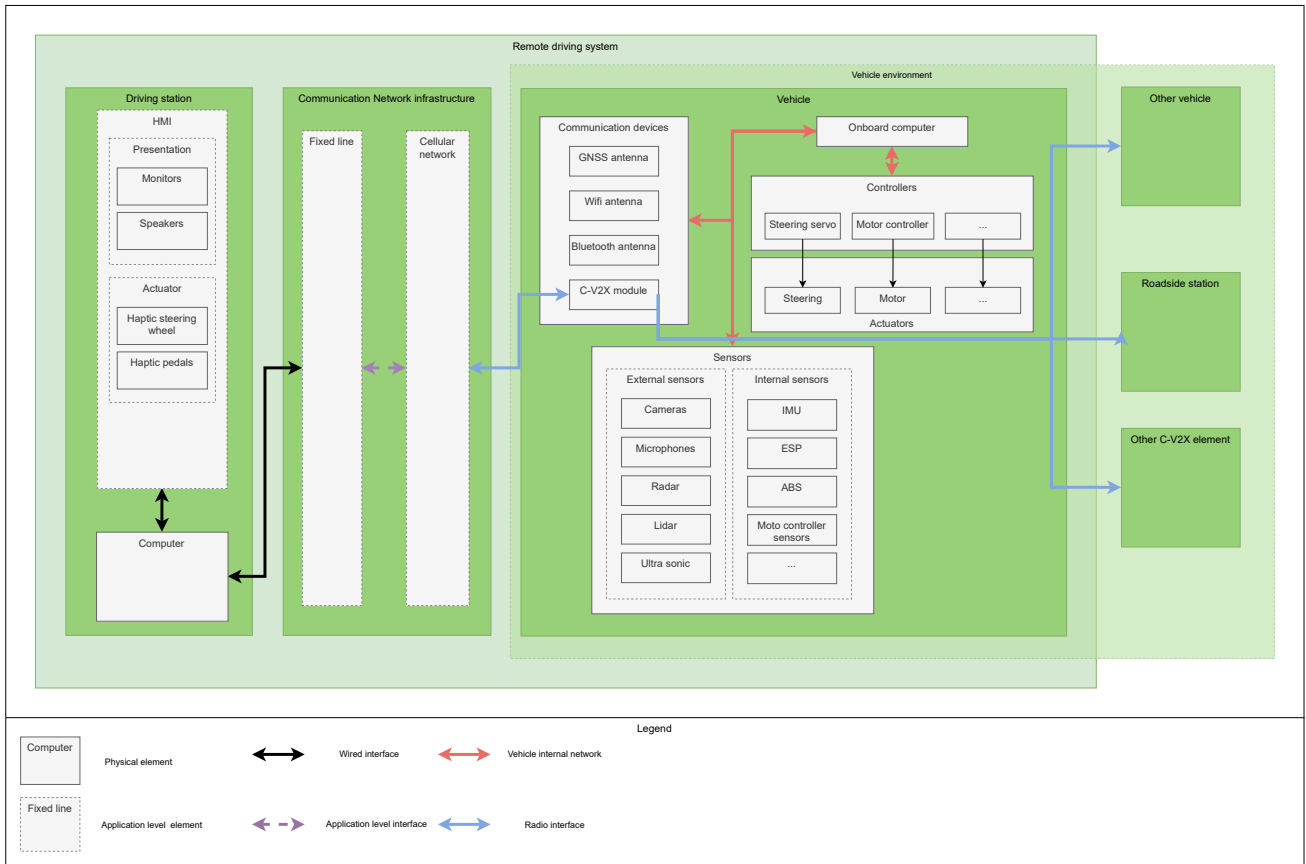 Remote driving system
Vehicle environment
Driving station
HMI
Presentation
Monitors
Speakers
Actuator
Haptic steering
wheel
Haptic pedals
Computer
Communication Network infrastructure
Fixed line
Cellular
network
Vehicle
Communication devices
GNSS antenna
Wifi antenna
Bluetooth antenna
C-V2X module
Onboard computer
Controllers
Steering servo
Motor controller
...
Steering
Motor
...
Actuators
Sensors
External sensors
Cameras
Microphones
Radar
Lidar
Ultra sonic
Internal sensors
IMU
ESP
ABS
Moto controller
sensors
...
Other vehicle
Roadside station
Other C-V2X element
Legend
Computer
Physical element
Wired interface
Vehicle internal network
Fixed line
Application level element
Application level interface
Radio interface